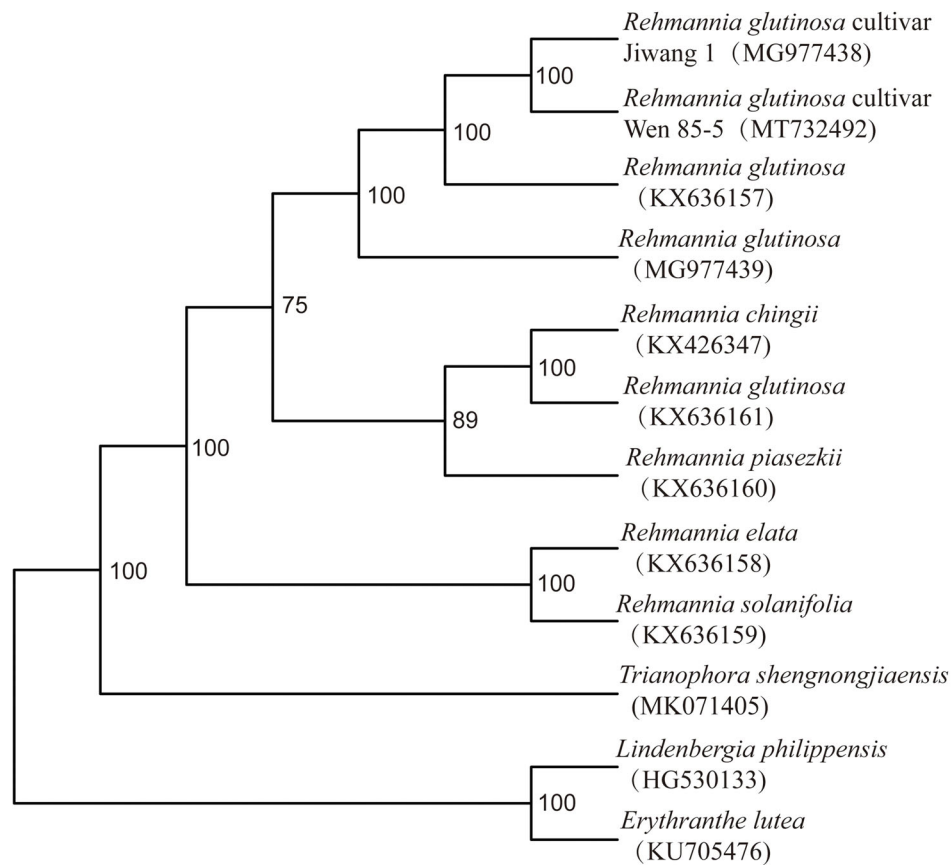 Rehmannia glutinosa cultivar
Jiwang 1（MG977438)
100
Rehmannia glutinosa cultivar
Wen 85-5（MT732492)
100
Rehmannia glutinosa
（KX636157)
100
Rehmannia glutinosa
（MG977439)
75
Rehmannia chingii
（KX426347)
100
Rehmannia glutinosa
（KX636161)
89
Rehmannia piasezkii
（KX636160)
100
Rehmannia elata
（KX636158)
100
Rehmannia solanifolia
（KX636159)
100
Trianophora shengnongjiaensis
(MK071405)
Lindenbergia philippensis
（HG530133)
100
Erythranthe lutea
（KU705476)